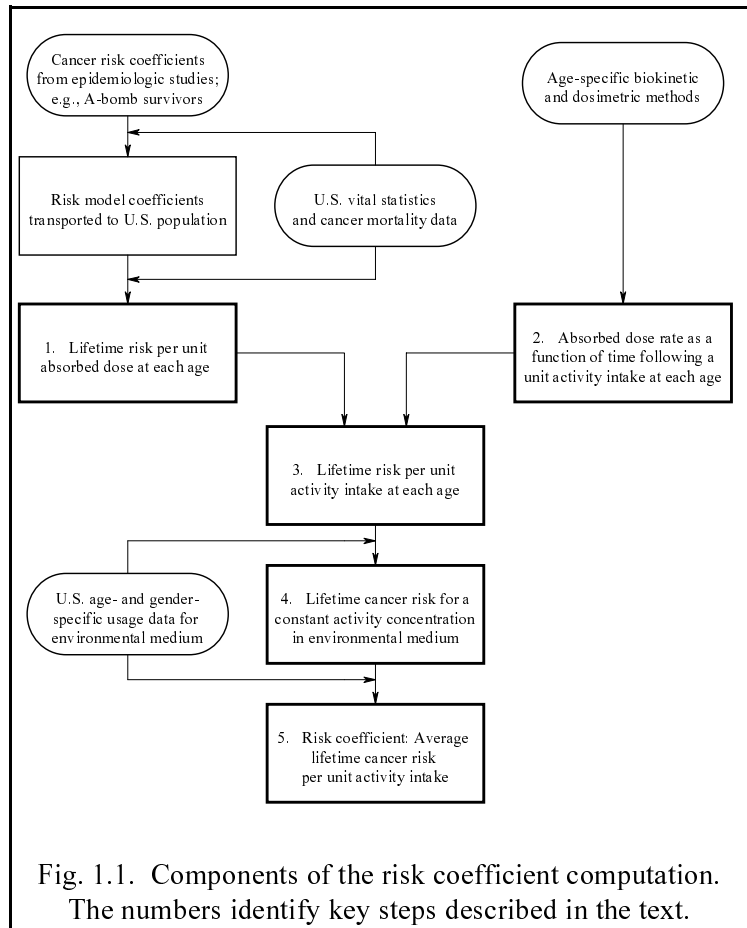 Cancer risk coefficients
from epidemiologic studies;
e.g., A-bomb survivors
Age-specific biokinetic
and dosimetric methods
Risk model coefficients
transported to U.S. population
U.S. vital statistics
and cancer mortality data
1. Lifetime risk per unit
absorbed dose at each age
2. Absorbed dose rate as a
function of time following a
unit activity intake at each age
3. Lifetime risk per unit
activity intake at each age
U.S. age- and gender-
specific usage data for
environmental medium
4. Lifetime cancer risk for a
constant activity concentration
in environmental medium
5. Risk coefficient: Average
lifetime cancer risk
per unit activity intake
Fig. 1.1. Components of the risk coefficient computation.
The numbers identify key steps described in the text.